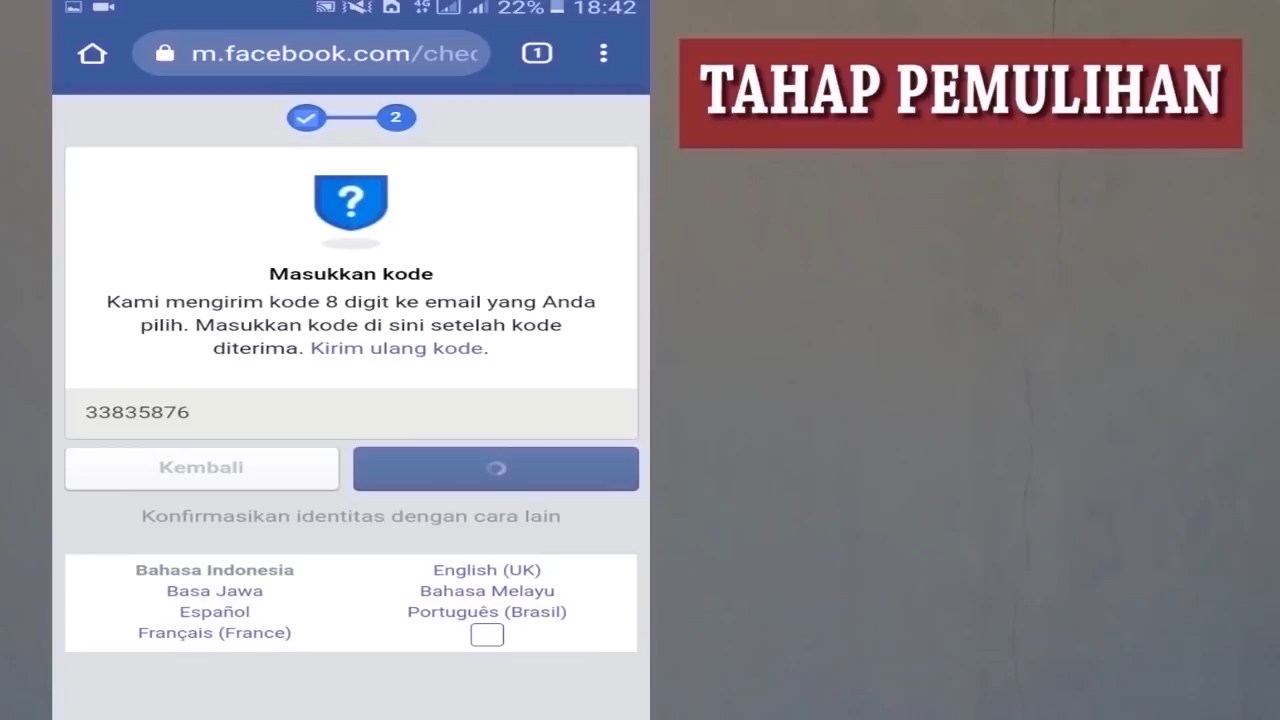 4G 22% 18:42
m.facebook.com/chec
1
TAHAP PEMULIHAN
2
?
Masukkan kode
Kami mengirim kode 8 digit ke email yang Anda
pilih. Masukkan kode di sini setelah kode
diterima. Kirim ulang kode.
33835876
Kembali
Konfirmasikan identitas dengan cara lain
Bahasa Indonesia English (UK)
Basa Jawa Bahasa Melayu
Español Português (Brasil)
Français (France)